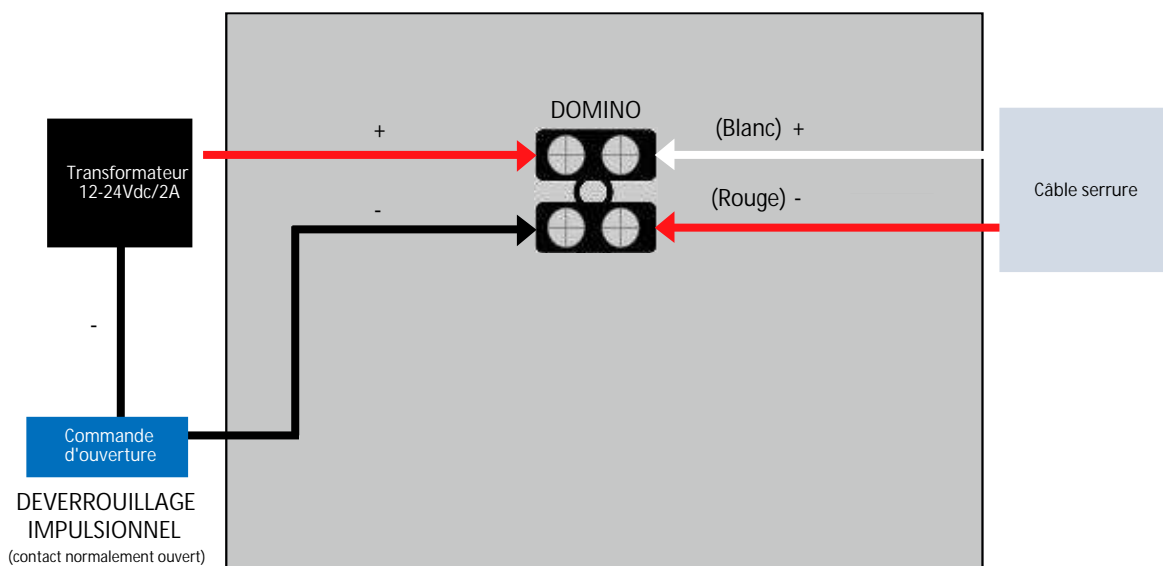 DOMINO
+
(Blanc) +
Transformateur
12-24Vdc/2A
Câble serrure
-
(Rouge) -
-
Commande
d'ouverture
DEVERROUILLAGE
IMPULSIONNEL
(contact normalement ouvert)